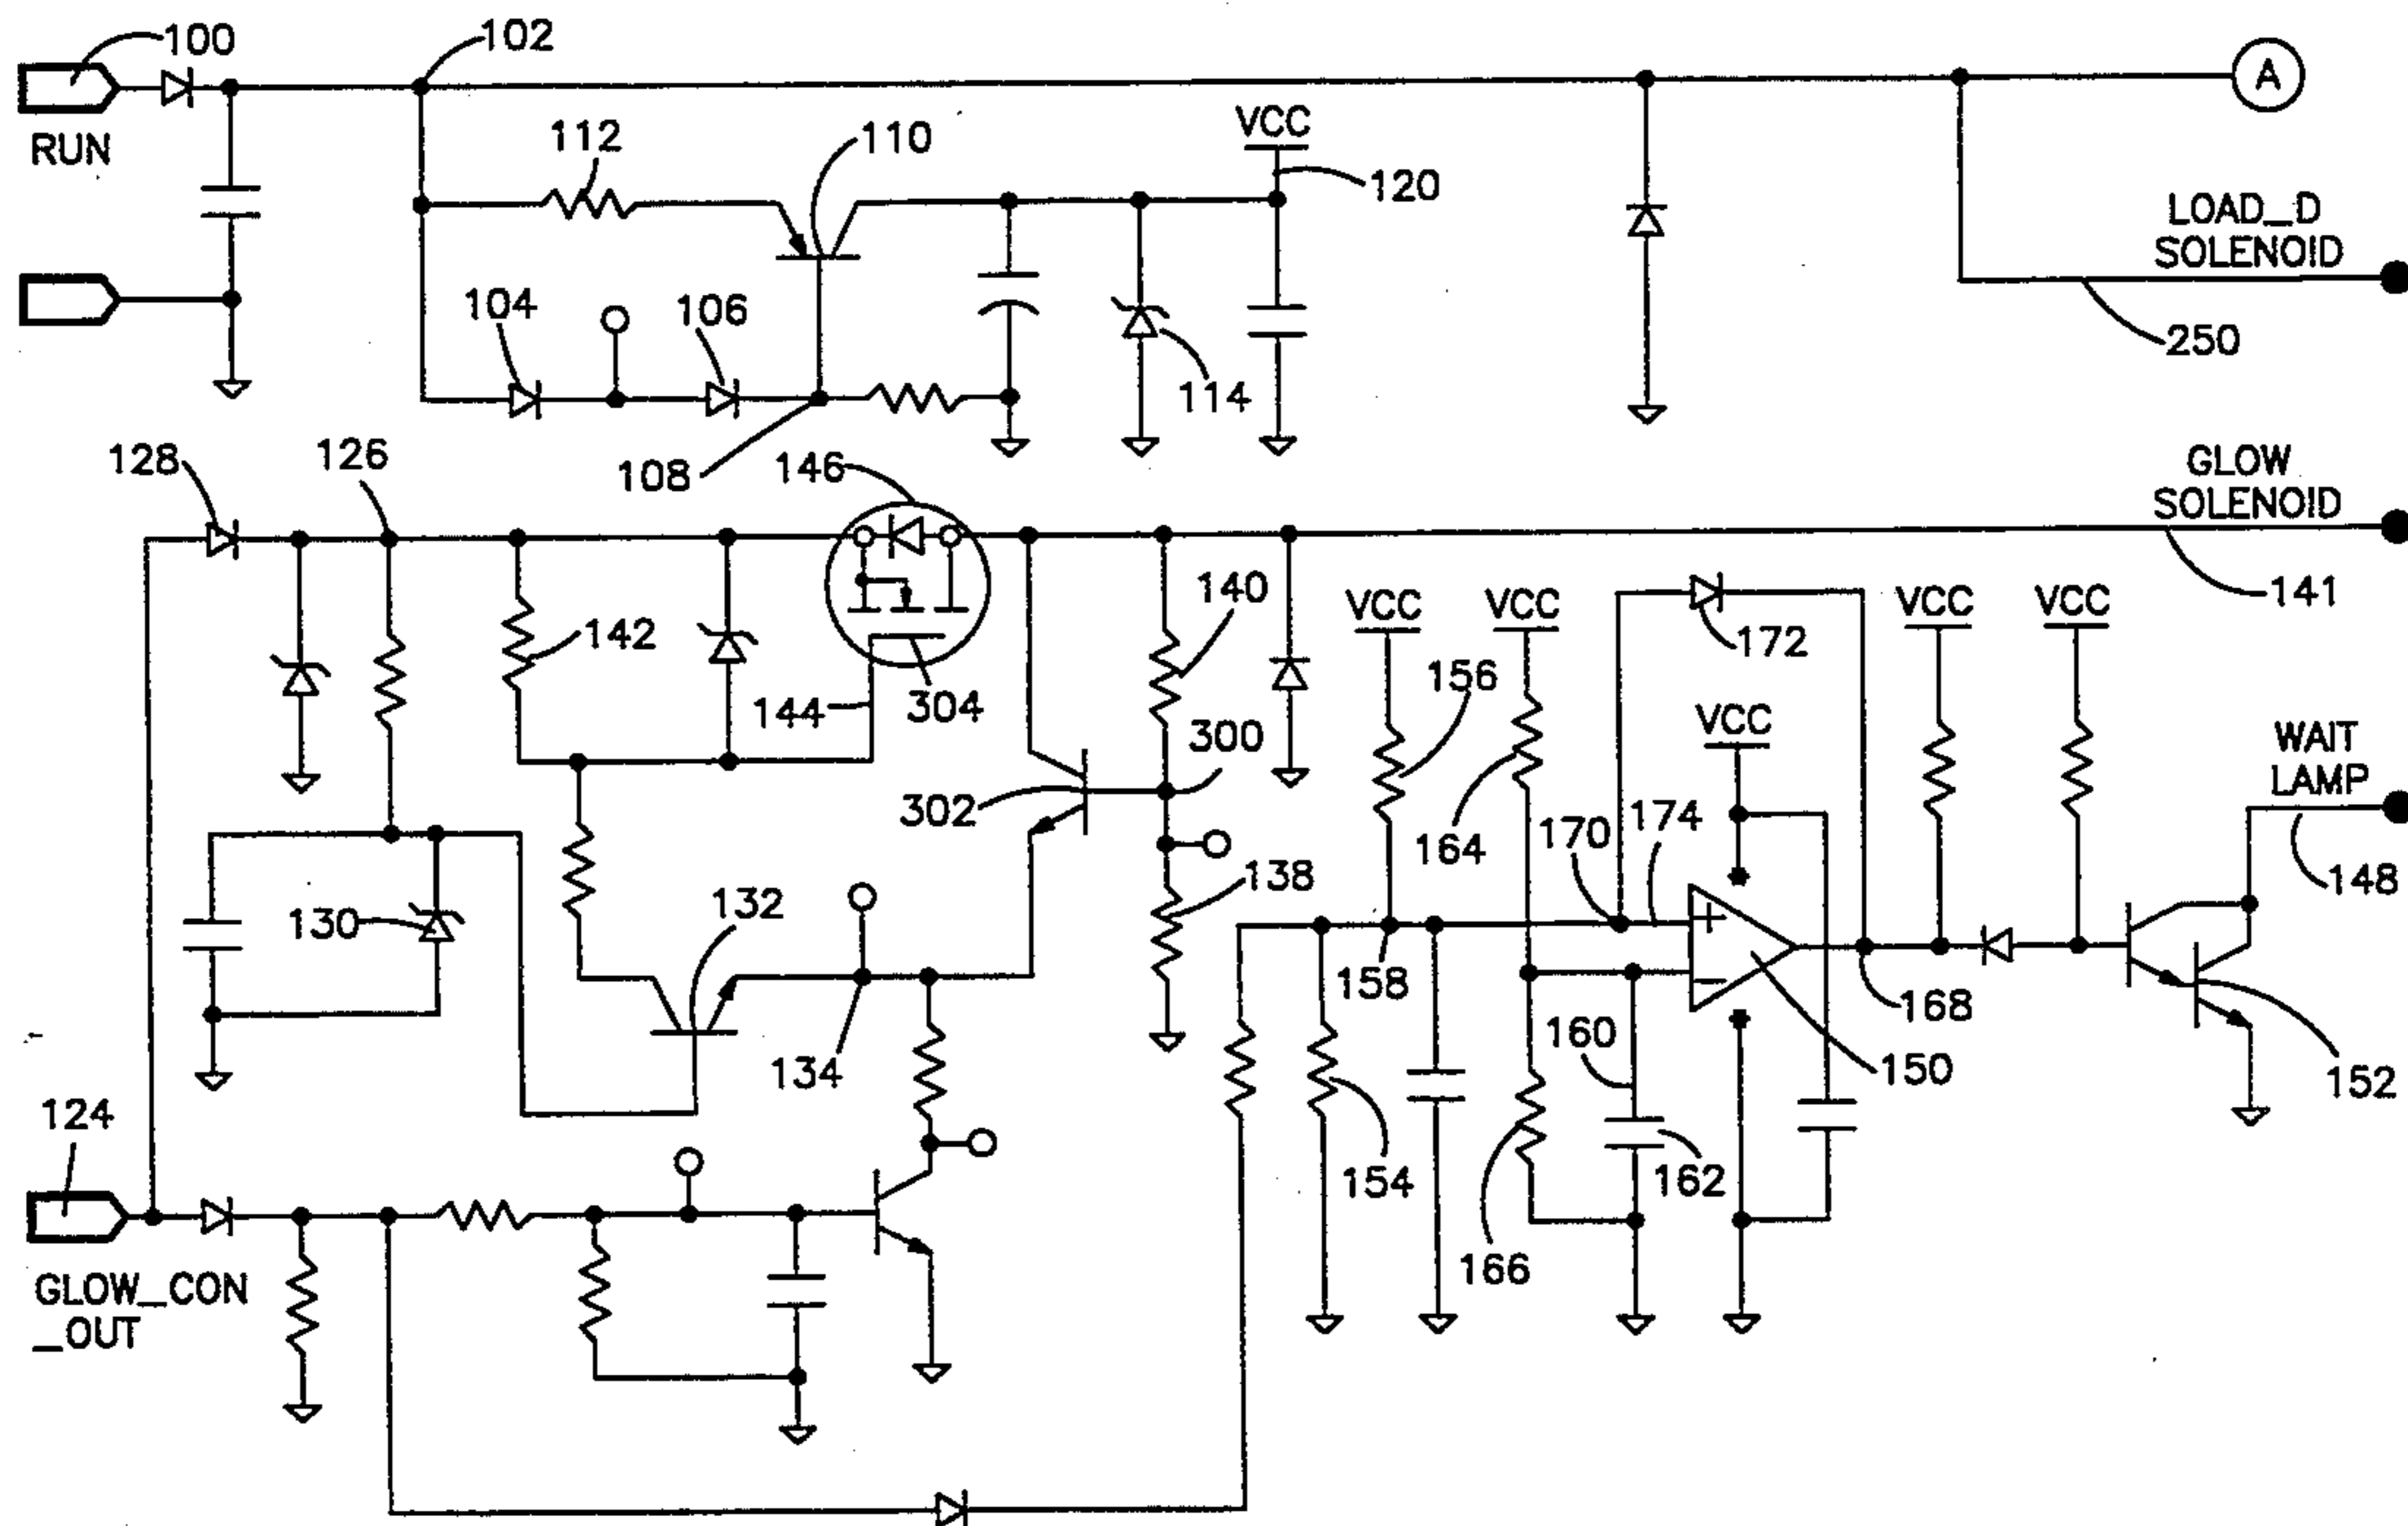 100
102
A
RUN
112
110
VCC
120
LOAD_D
SOLENOID
104
106
114
250
128
126
108
146
GLOW
SOLENOID
141
142
140
VCC
VCC
172
VCC
VCC
144
304
156
VCC
300
WAIT
LAMP
302
164
170
174
148
130
132
138
158
168
134
160
150
152
124
154
162
166
GLOW_CON
_OUT